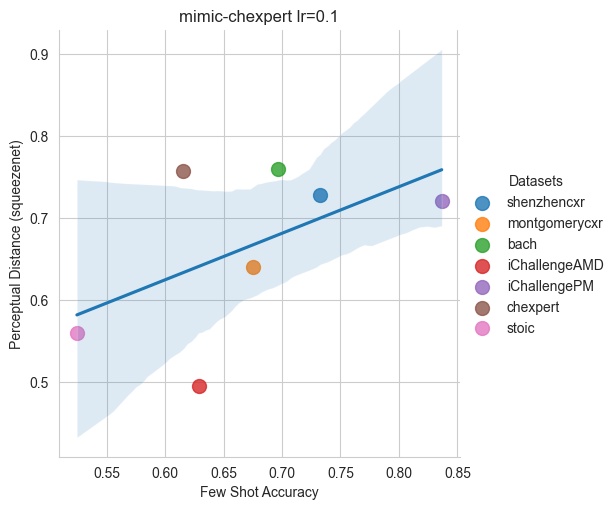 mimic-chexpert lr=0.1
Perceptual Distance (squeezenet)
0.9
0.8
0.7
0.6
0.5
0.55 0.60 0.65 0.70 0.75 0.80 0.85
Few Shot Accuracy
Datasets
shenzhencxr
montgomerycxr
bach
iChallengeAMD
iChallengePM
chexpert
stoic